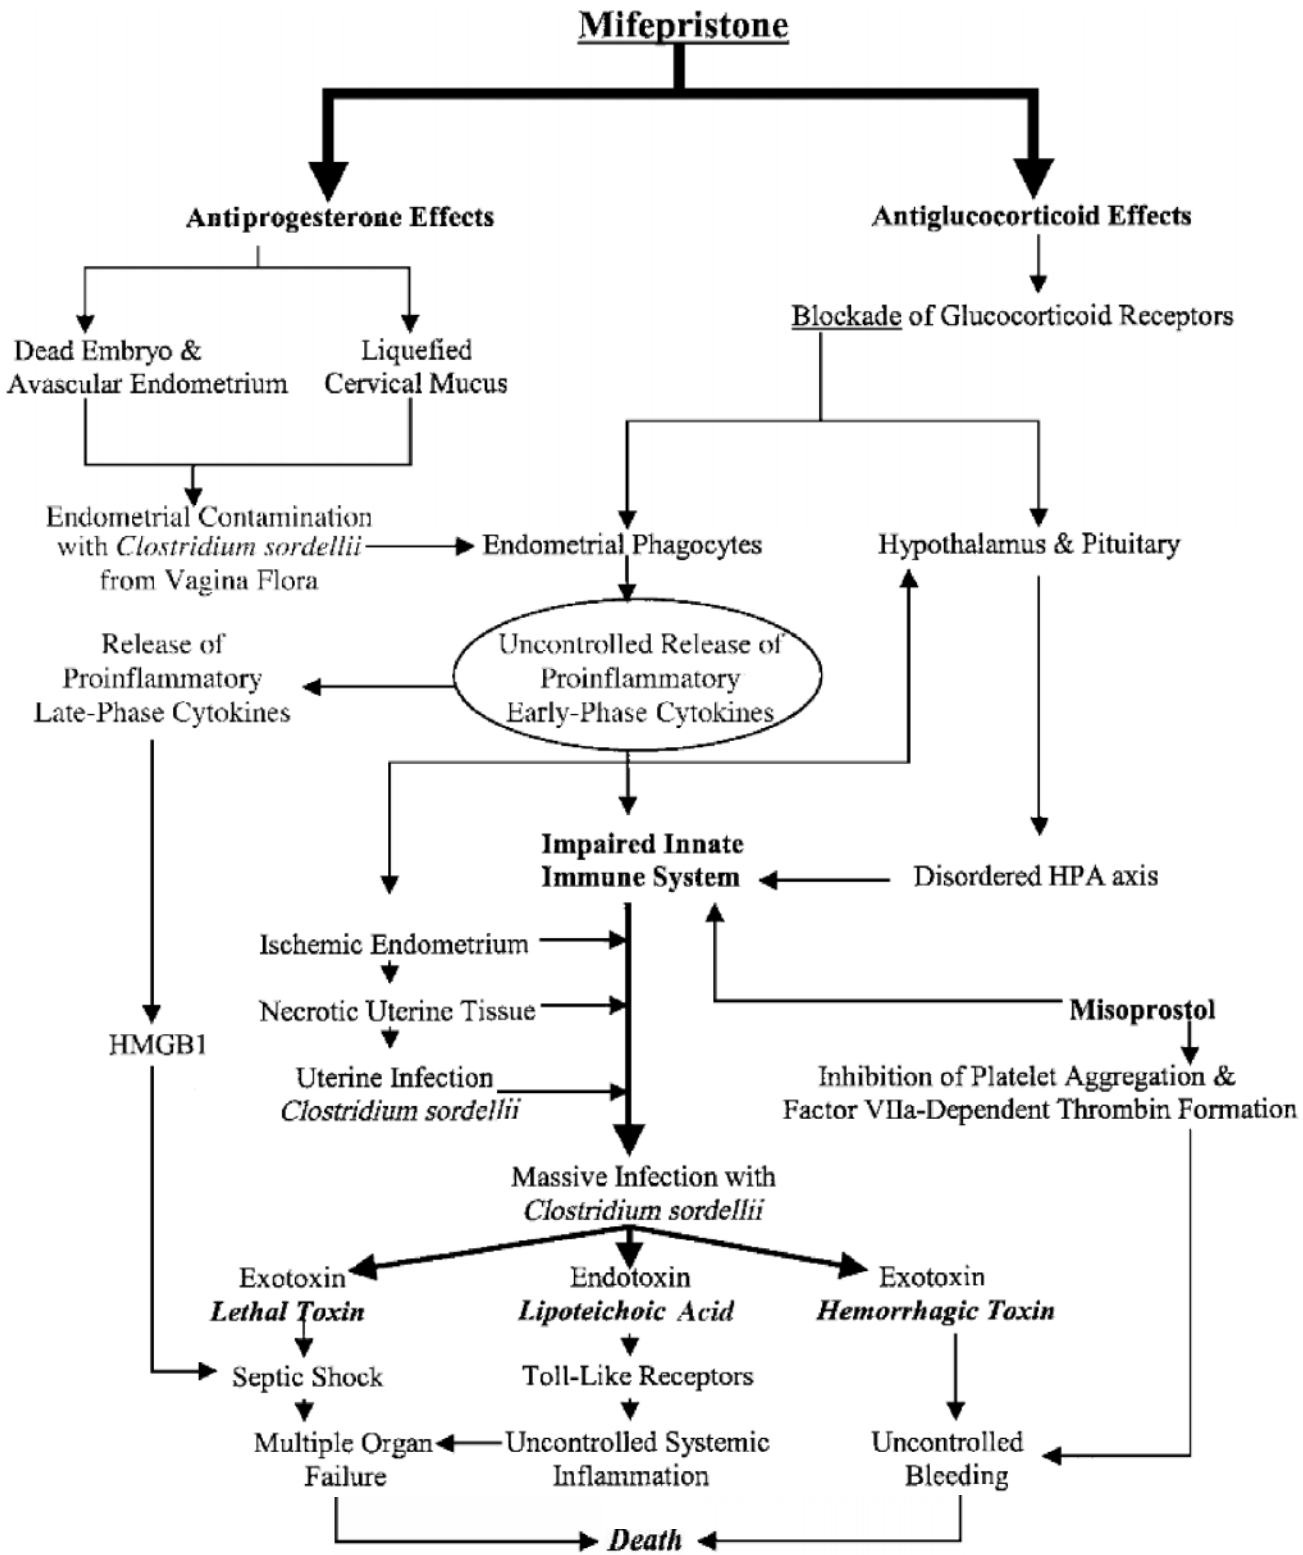 Mifepristone
Antiprogesterone Effects
Antiglucocorticoid Effects
Blockade of Glucocorticoid Receptors
Dead Embryo &
Avascular Endometrium
Liquefied
Cervical Mucus
Endometrial Contamination
with Clostridium sordellii
from Vagina Flora
Endometrial Phagocytes
Hypothalamus & Pituitary
Release of
Proinflammatory
Late-Phase Cytokines
Uncontrolled Release of
Proinflammatory
Early-Phase Cytokines
Impaired Innate
Immune System
Disordered HPA axis
Ischemic Endometrium
Necrotic Uterine Tissue
Misoprostol
HMGB1
Uterine Infection
Clostridium sordellii
Inhibition of Platelet Aggregation &
Factor VIIa-Dependent Thrombin Formation
Massive Infection with
Clostridium sordellii
Exotoxin
Lethal Toxin
Endotoxin
Lipoteichoic Acid
Exotoxin
Hemorrhagic Toxin
Septic Shock
Toll-Like Receptors
Multiple Organ
Failure
Uncontrolled Systemic
Inflammation
Uncontrolled
Bleeding
Death